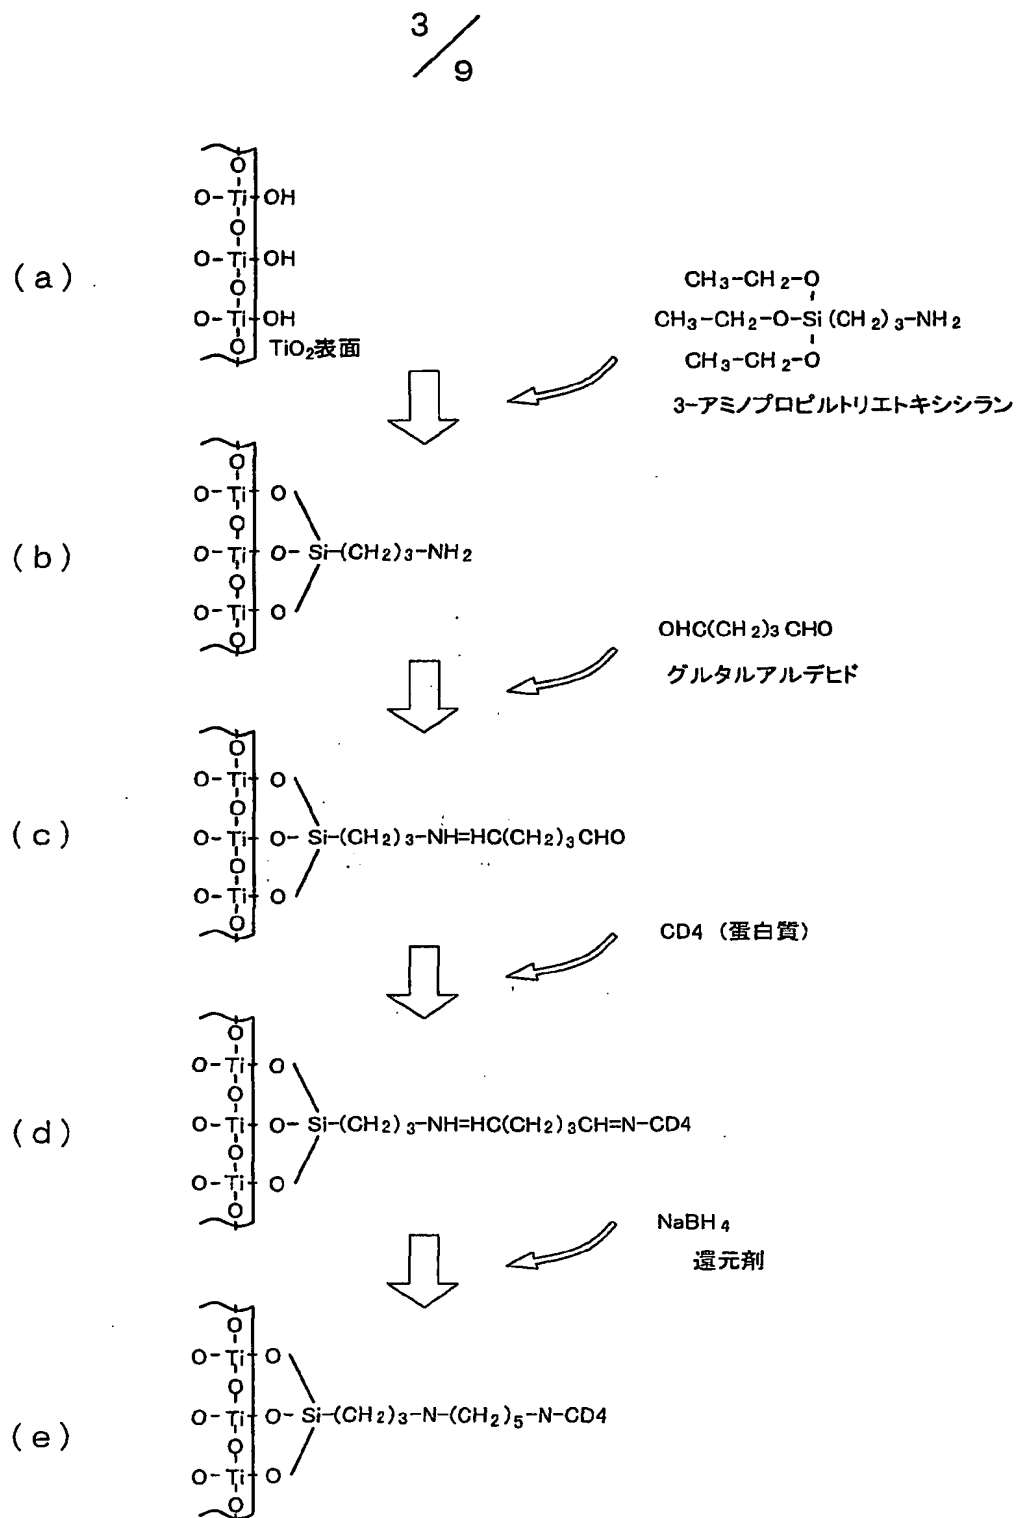 3/9
(a)
O
O-Ti-OH
O
O-Ti-OH
O
O-Ti-OH
O
TiO2表面
CH3-CH2-O
CH3-CH2-O-Si(CH2)3-NH2
CH3-CH2-O
3-アミノプロピルトリエトキシシラン
(b)
O
O-Ti-O
O
O-Ti-O-Si-(CH2)3-NH2
O
O-Ti-O
O
OHC(CH2)3CHO
グルタルアルデヒド
(c)
O
O-Ti-O
O
O-Ti-O-Si-(CH2)3-NH=HC(CH2)3CHO
O
O-Ti-O
O
CD4 (蛋白質)
(d)
O
O-Ti-O
O
O-Ti-O-Si-(CH2)3-NH=HC(CH2)3CH=N-CD4
O
O-Ti-O
O
NaBH4
還元剤
(e)
O
O-Ti-O
O
O-Ti-O-Si-(CH2)3-N-(CH2)5-N-CD4
O
O-Ti-O
O